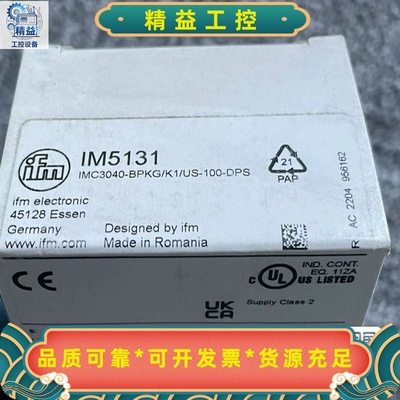 精益
工控设备
精益工控
ifm
ifm electronic
45128 Essen
Germany
www.ifm.com
IM5131
IMC3040-BPKG/K1/US-100-DPS
Designed by ifm
Made in Romania
21
PAP
AC 2204 956162
CE
C UL US LISTED
IND. CONT.
EQ. 11ZA
UK
CA
Supply Class 2
品质可靠*可开发票*货源充足